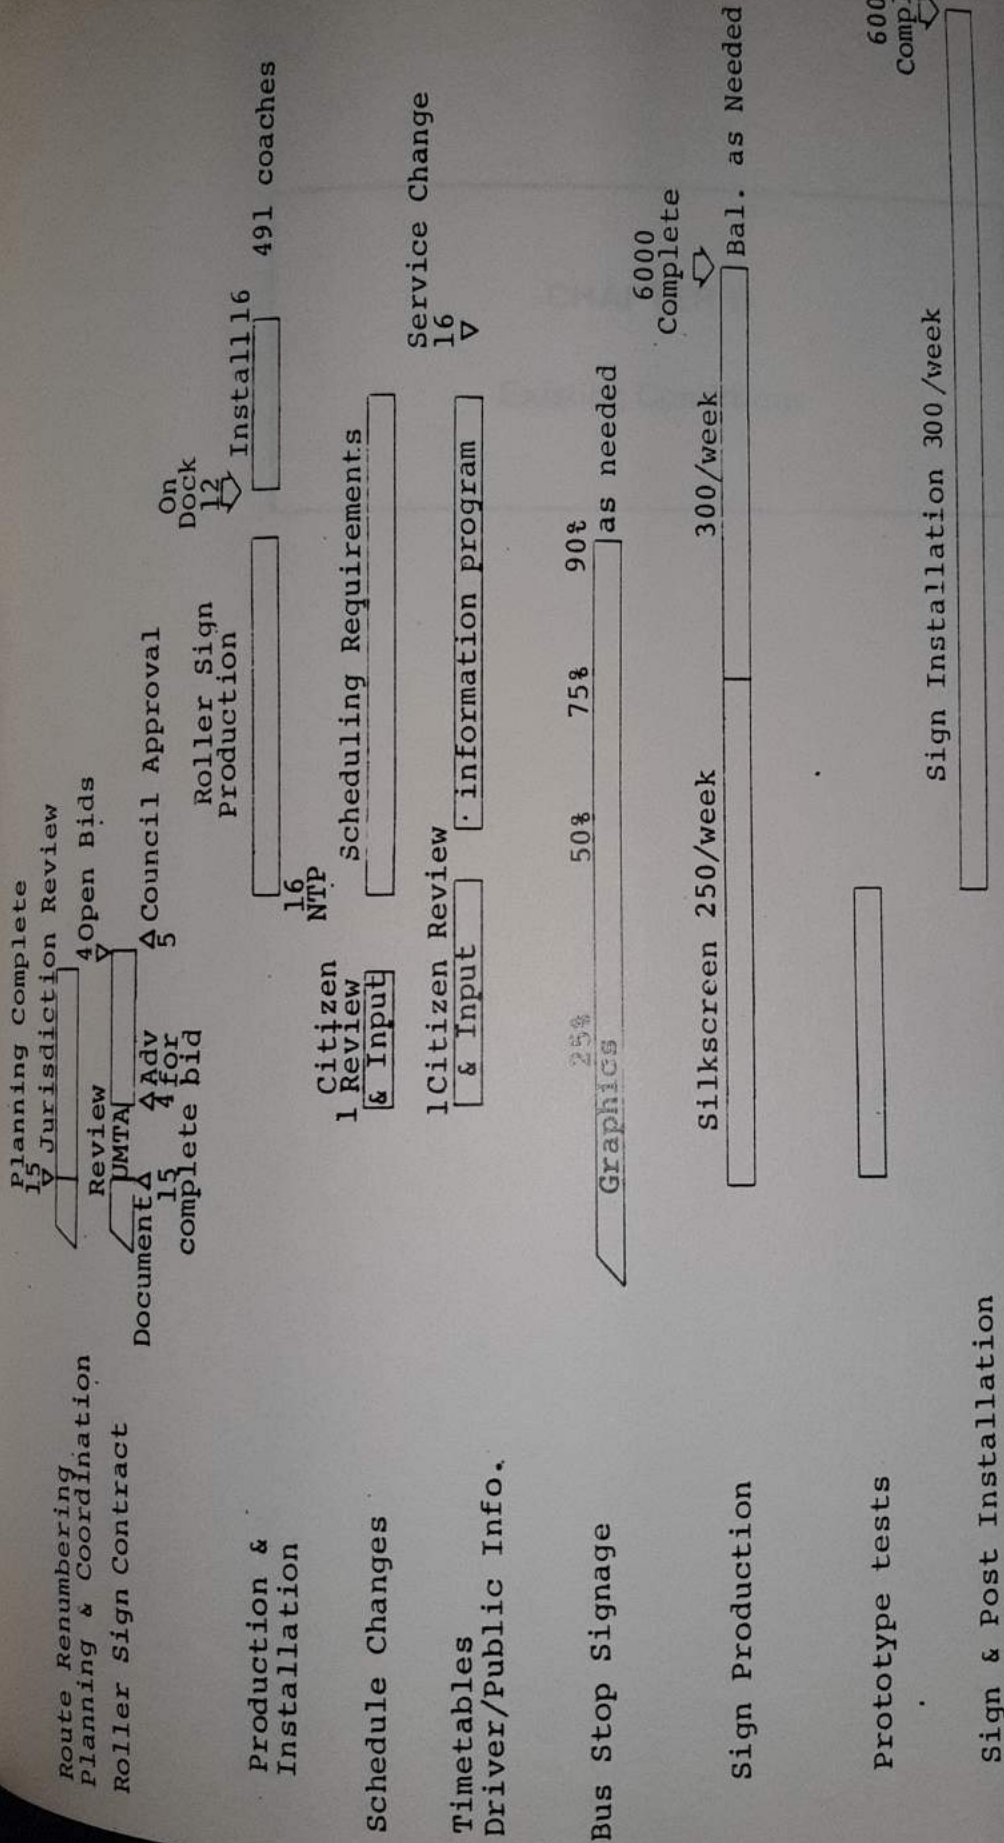 Planning Complete
15
Jurisdiction Review
Route Renumbering
Planning & Coordination
4 Open Bids
Review
UMTA
Roller Sign Contract
Document
15
complete bid
Adv
4 for
5
Council Approval
On
Dock
12
Roller Sign
Production
Install 16
491 coaches
Production &
Installation
16
NTP
Citizen
1 Review
& Input
Scheduling Requirements
Schedule Changes
Service Change
16
1 Citizen Review
& Input
information program
Timetables
Driver/Public Info.
25% 50% 75% 90%
Graphics
as needed
Bus Stop Signage
6000
Complete
Silkscreen 250/week 300/week
Bal. as Needed
Sign Production
Prototype tests
Sign Installation 300/week
Sign & Post Installation